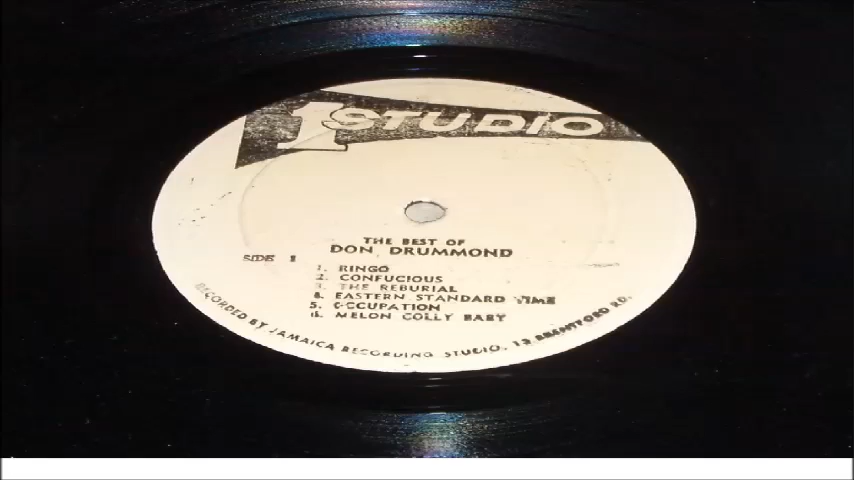 1 STUDIO
THE BEST OF
DON DRUMMOND
SIDE 1
1. RINGO
2. CONFUCIOUS
3. THE REBURIAL
4. EASTERN STANDARD TIME
5. OCCUPATION
6. MELON COLLY BABY
RECORDED BY JAMAICA RECORDING STUDIO, 13 BRENTFORD RD.